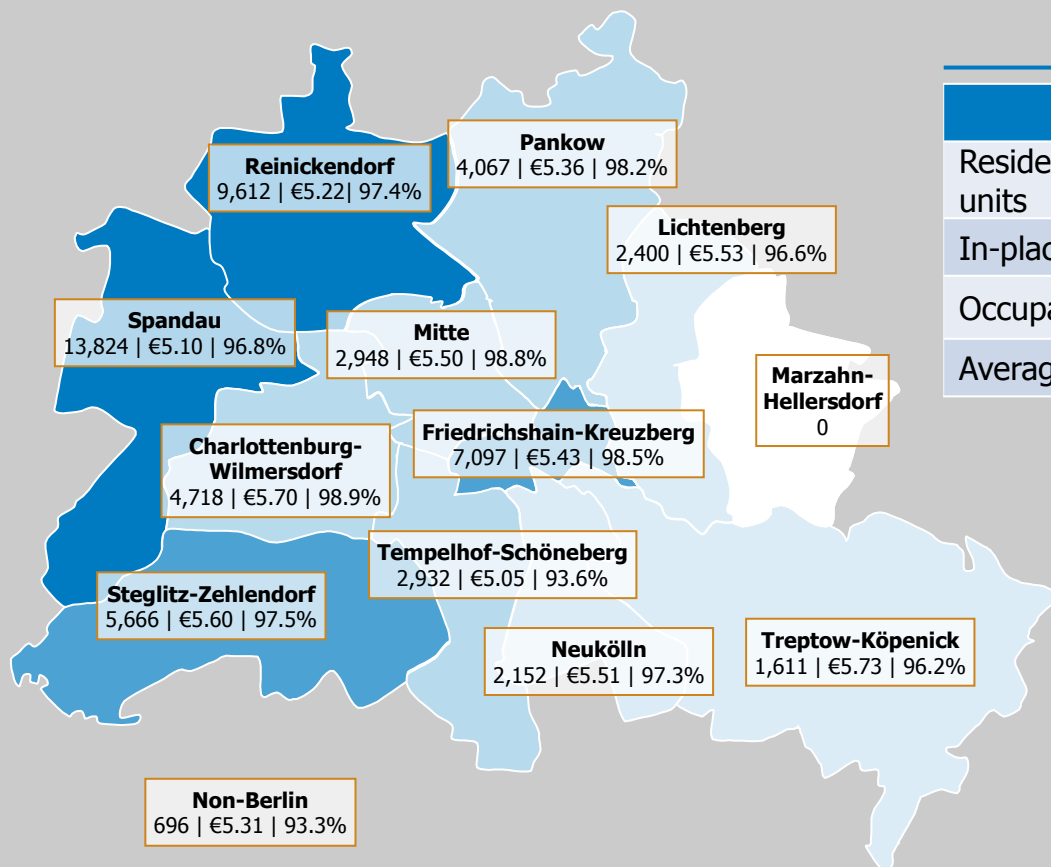 Pankow
4,067 | €5.36 | 98.2%
Reinickendorf
9,612 | €5.22| 97.4%
Lichtenberg
2,400 | €5.53 | 96.6%
Spandau
13,824 | €5.10 | 96.8%
Mitte
2,948 | €5.50 | 98.8%
Marzahn-
Hellersdorf
0
Friedrichshain-Kreuzberg
7,097 | €5.43 | 98.5%
Charlottenburg-
Wilmersdorf
4,718 | €5.70 | 98.9%
Tempelhof-Schöneberg
2,932 | €5.05 | 93.6%
Steglitz-Zehlendorf
5,666 | €5.60 | 97.5%
Neukölln
2,152 | €5.51 | 97.3%
Treptow-Köpenick
1,611 | €5.73 | 96.2%
Non-Berlin
696 | €5.31 | 93.3%
units